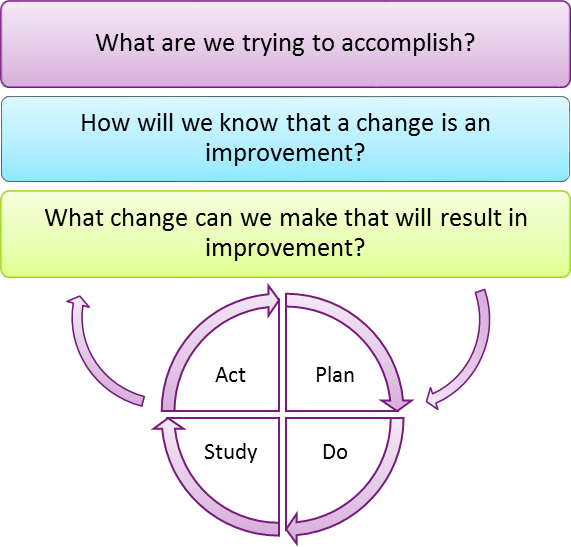 What are we trying to accomplish?
How will we know that a change is an
improvement?
What change can we make that will result in
improvement?
Act
Plan
Study
Do